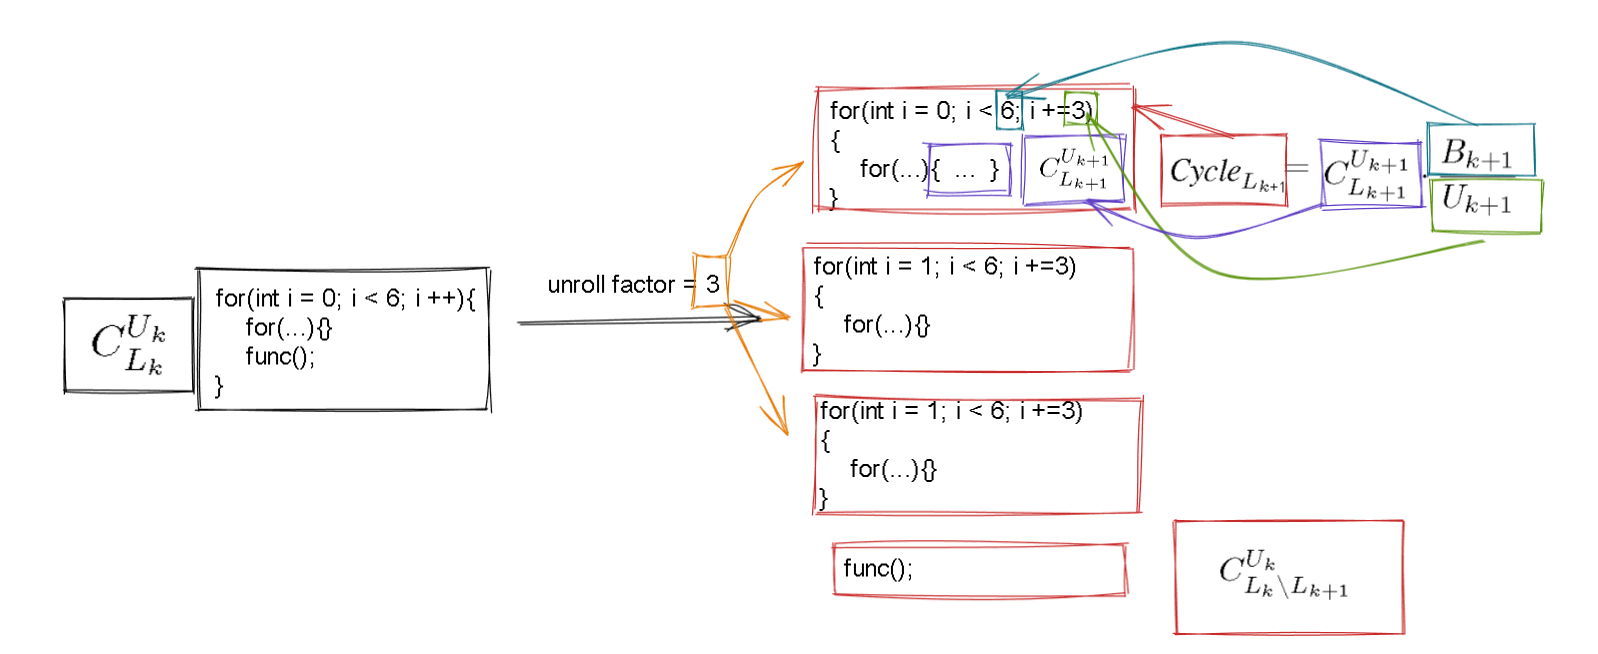 C_{L_k}^{U_k}
for(int i = 0; i < 6; i ++){
for(...){}
func();
}
unroll factor = 3
for(int i = 0; i < 6; i +=3)
{
for(...){ ... } C_{L_{k+1}}^{U_{k+1}}
}
Cycle_{L_{k+1}} = C_{L_{k+1}}^{U_{k+1}} . \frac{B_{k+1}}{U_{k+1}}
for(int i = 1; i < 6; i +=3)
{
for(...){}
}
for(int i = 1; i < 6; i +=3)
{
for(...){}
}
func();
C_{L_k \setminus L_{k+1}}^{U_k}